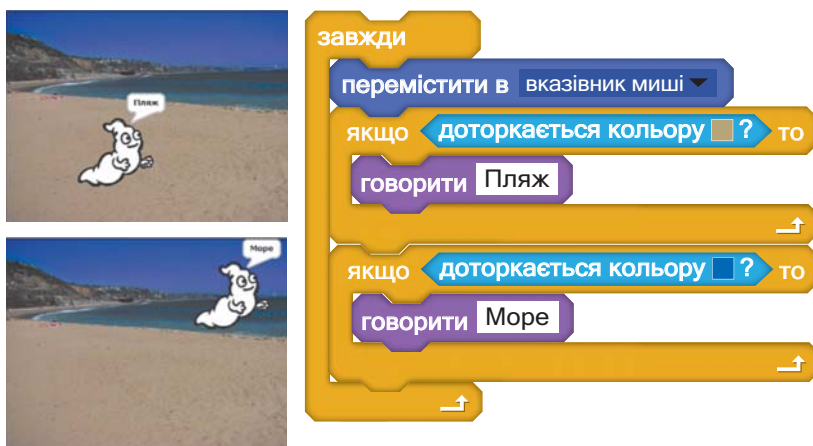 Пляж
Море
завжди
перемістити в вказівник миші
якщо доторкається кольору ? то
говорити Пляж
якщо доторкається кольору ? то
говорити Море